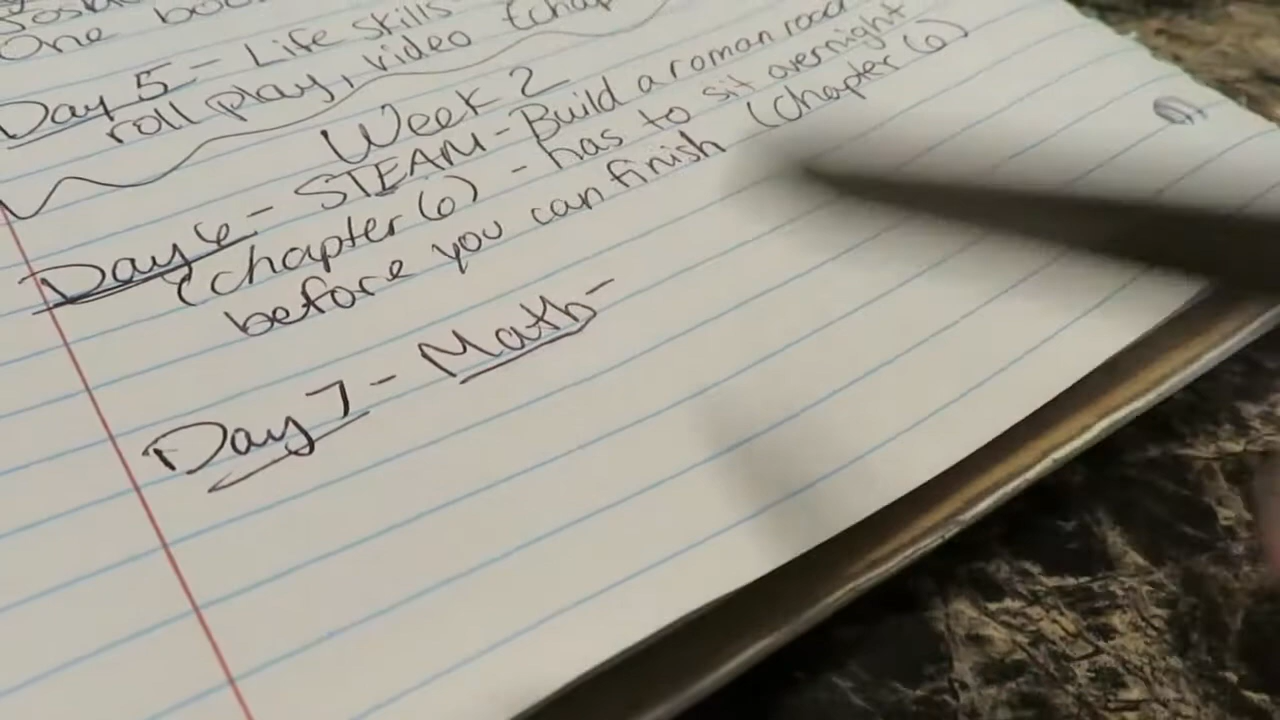 One
Day 5 - Life skills
roll play, video (chap
Week 2
Day 6 - STEAM - Build a roman road
(chapter 6) - has to sit overnight
before you can finish (chapter 6)
Day 7 - Math -